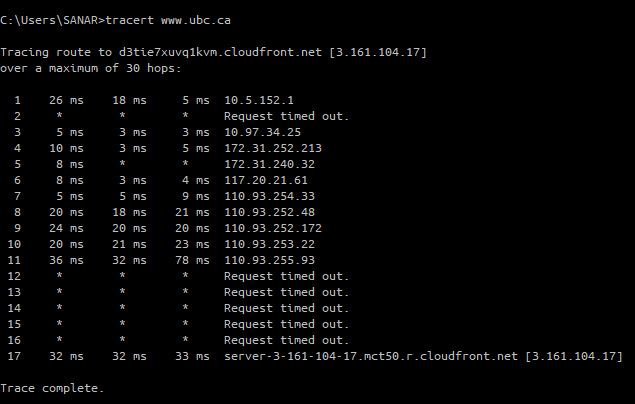 C:\Users\SANAR>tracert www.ubc.ca
Tracing route to d3tie7xuvq1kvm.cloudfront.net [3.161.104.17]
over a maximum of 30 hops:
1 26 ms 18 ms 5 ms 10.5.152.1
2 * * * Request timed out.
3 5 ms 3 ms 3 ms 10.97.34.25
4 10 ms 3 ms 5 ms 172.31.252.213
5 8 ms * * 172.31.240.32
6 8 ms 3 ms 4 ms 117.20.21.61
7 5 ms 5 ms 9 ms 110.93.254.33
8 20 ms 18 ms 21 ms 110.93.252.48
9 24 ms 20 ms 20 ms 110.93.252.172
10 20 ms 21 ms 23 ms 110.93.253.22
11 36 ms 32 ms 78 ms 110.93.255.93
12 * * * Request timed out.
13 * * * Request timed out.
14 * * * Request timed out.
15 * * * Request timed out.
16 * * * Request timed out.
17 32 ms 32 ms 33 ms server-3-161-104-17.mct50.r.cloudfront.net [3.161.104.17]
Trace complete.